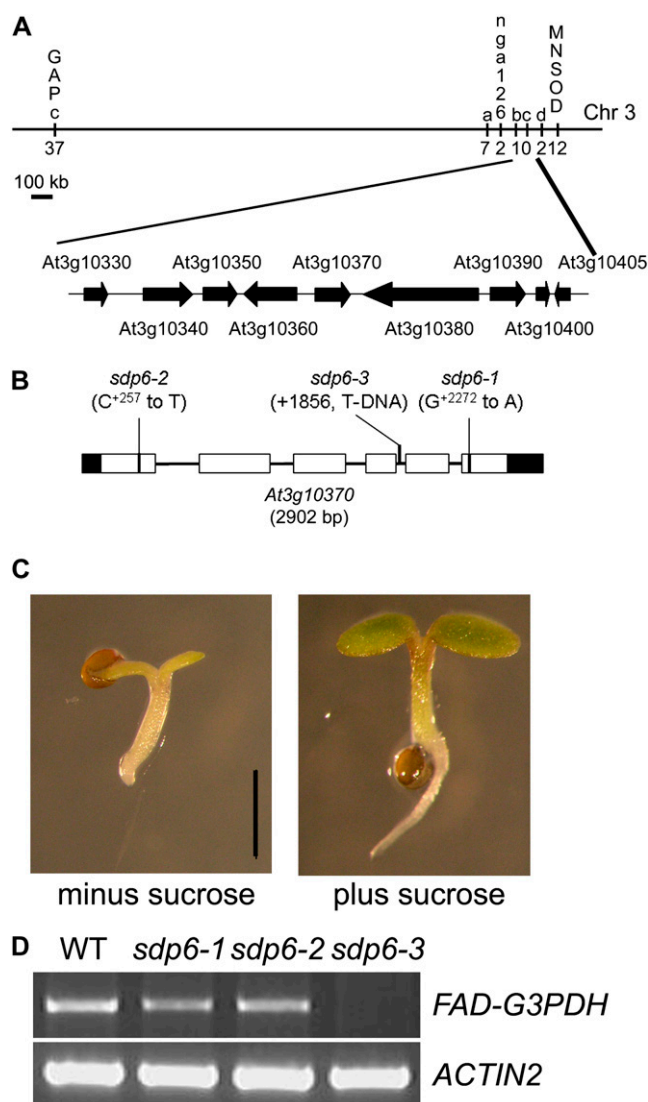 A
GAPc
nga126
MNSOD
a
b
c
d
Chr 3
37
7
2
10
2
12
100 kb
At3g10330
At3g10350
At3g10370
At3g10390
At3g10405
At3g10340
At3g10360
At3g10380
At3g10400
B
sdp6-2
sdp6-3
sdp6-1
(C+257 to T)
(+1856, T-DNA)
(G+2272 to A)
At3g10370
(2902 bp)
C
minus sucrose
plus sucrose
D
WT sdp6-1 sdp6-2 sdp6-3
FAD-G3PDH
ACTIN2